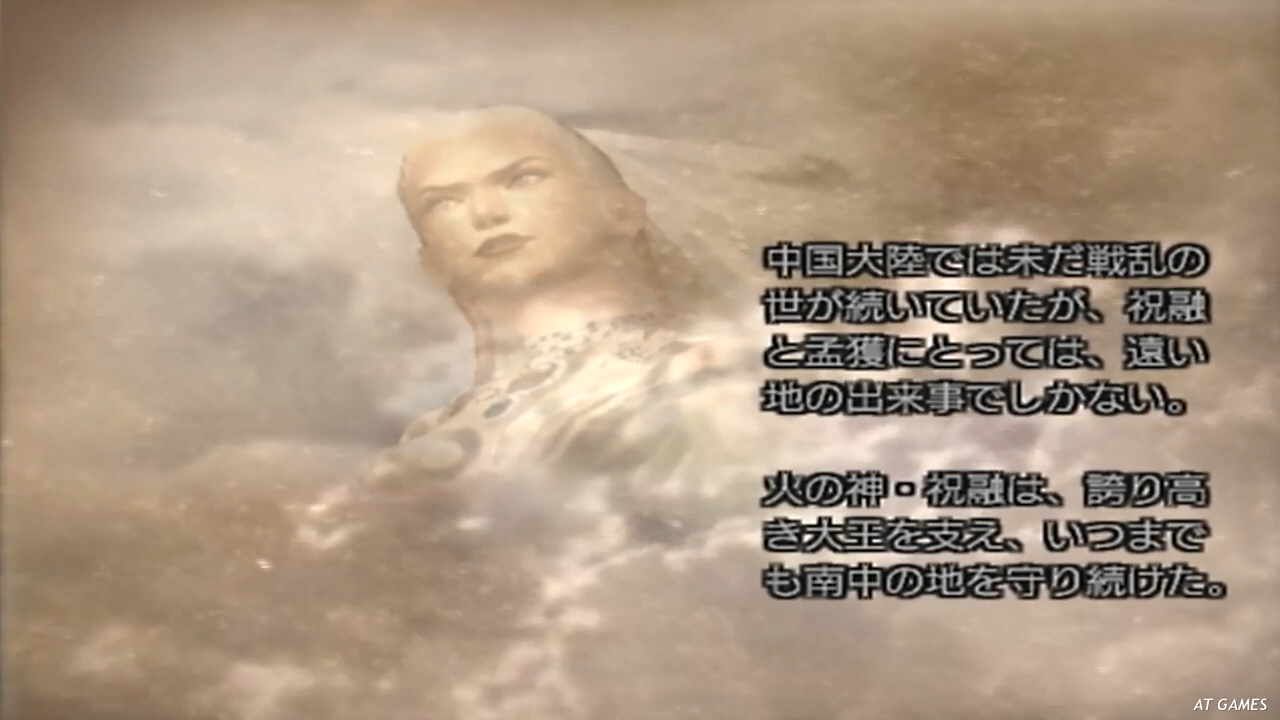 中国大陸では未だ戦乱の
世が続いていたが、祝融
と孟獲にとっては、遠い
地の出来事でしかない。
火の神・祝融は、誇り高
き大王を支え、いつまで
も南中の地を守り続けた。
AT GAMES